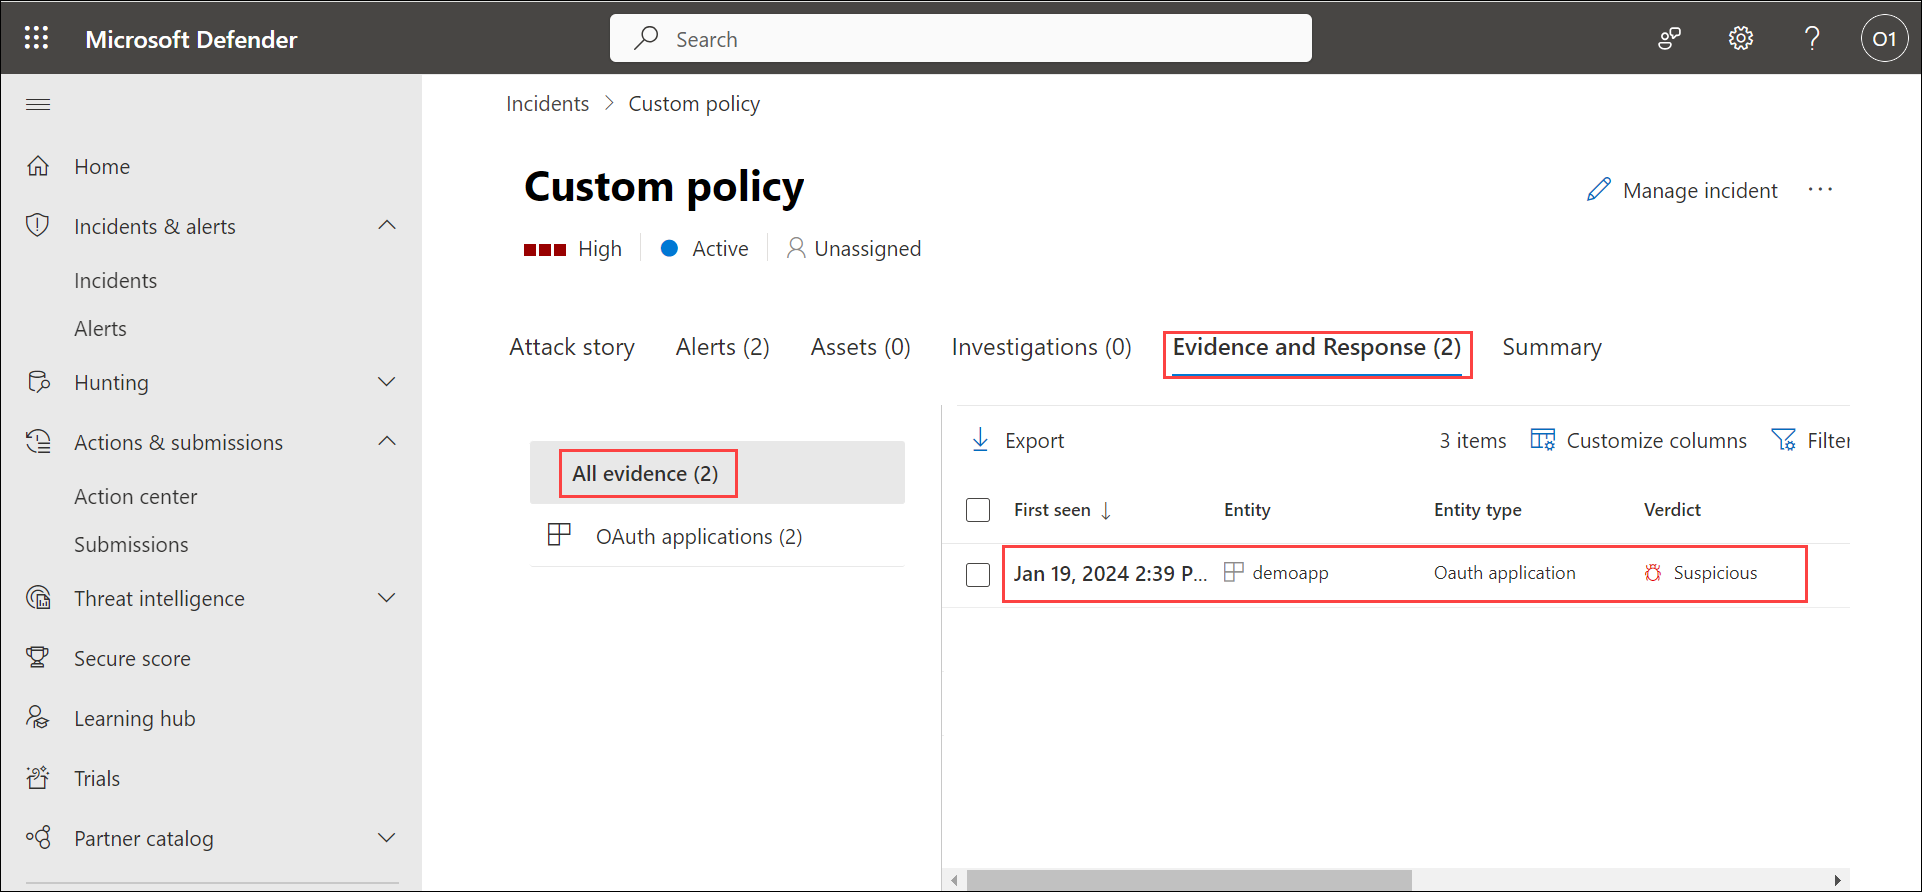 Microsoft Defender
Search
O1
Incidents > Custom policy
Home
Incidents & alerts
Incidents
Alerts
Hunting
Actions & submissions
Action center
Submissions
Threat intelligence
Secure score
Learning hub
Trials
Partner catalog
Custom policy
Manage incident ...
High Active Unassigned
Attack story Alerts (2) Assets (0) Investigations (0) Evidence and Response (2) Summary
All evidence (2)
OAuth applications (2)
Export 3 items Customize columns Filter
First seen ↓ Entity Entity type Verdict
Jan 19, 2024 2:39 P... demoapp Oauth application Suspicious